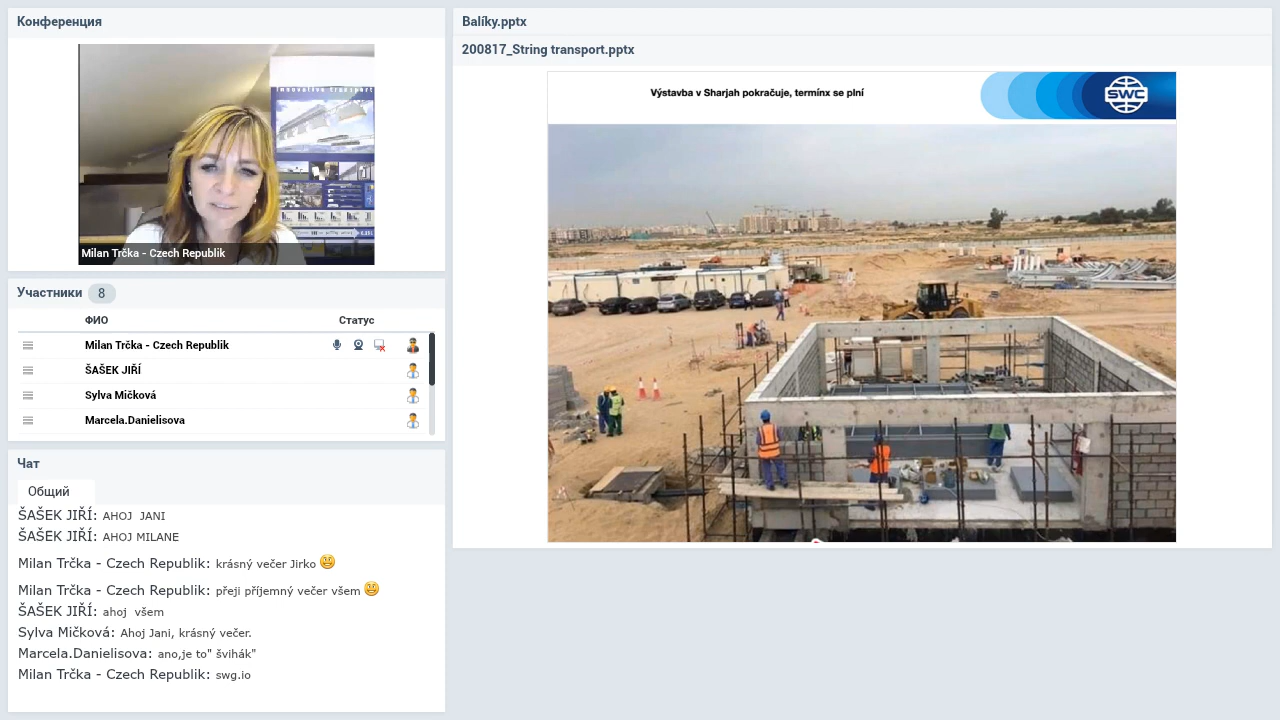 Конференция
Innovative transport
Milan Trčka - Czech Republik
Участники 8
ФИО Статус
Milan Trčka - Czech Republik
ŠAŠEK JIŘÍ
Sylva Mičková
Marcela.Danielisova
Чат
Общий
ŠAŠEK JIŘÍ: AHOJ JANI
ŠAŠEK JIŘÍ: AHOJ MILANE
Milan Trčka - Czech Republik: krásný večer Jirko
Milan Trčka - Czech Republik: přeji příjemný večer všem
ŠAŠEK JIŘÍ: ahoj všem
Sylva Mičková: Ahoj Jani, krásný večer.
Marcela.Danielisova: ano,je to" švihák"
Milan Trčka - Czech Republik: swg.io
Balíky.pptx
200817_String transport.pptx
Výstavba v Sharjah pokračuje, termínx se plní
SWC